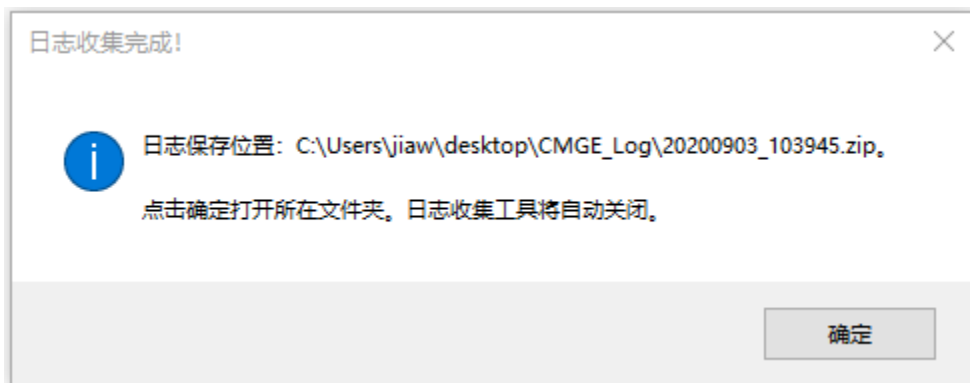 日志收集完成!
日志保存位置：C:\Users\jiaw\desktop\CMGE_Log\20200903_103945.zip。
点击确定打开所在文件夹。日志收集工具将自动关闭。
确定